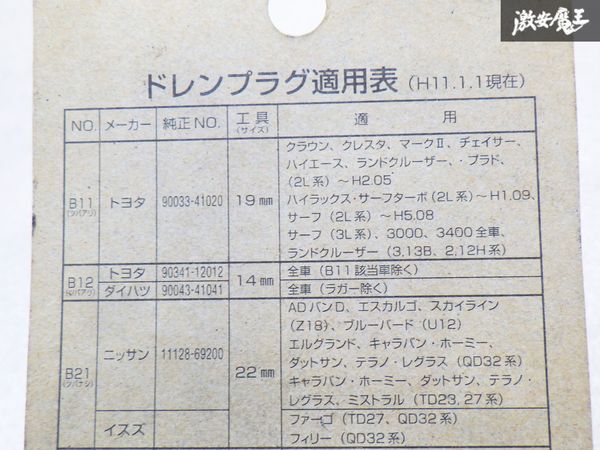 激安魔王
ドレンプラグ適用表（H11.1.1現在）
NO. メーカー 純正NO. 工具（サイズ） 適用
B11（ツバアリ） トヨタ 90033-41020 19mm
クラウン、クレスタ、マークⅡ、チェイサー、
ハイエース、ランドクルーザー、・プラド、
（2L系）～H2.05
ハイラックス・サーフターボ（2L系）～H1.09、
サーフ（2L系）～H5.08
サーフ（3L系）、3000、3400全車、
ランドクルーザー（3,13B、2,12H系）
B12（ツバアリ） トヨタ 90341-12012 14mm 全車（B11該当車除く）
ダイハツ 90043-41041 全車（ラガー除く）
B21（ツバナシ） ニッサン 11128-69200 22mm
ADバンD、エスカルゴ、スカイライン
（Z18）、ブルーバード（U12）
エルグランド、キャラバン・ホーミー、
ダットサン、テラノ・レグラス（QD32系）
キャラバン・ホーミー、ダットサン、テラノ・
レグラス、ミストラル（TD23, 27系）
イスズ ファーゴ（TD27、QD32系）
フィリー（QD32系）